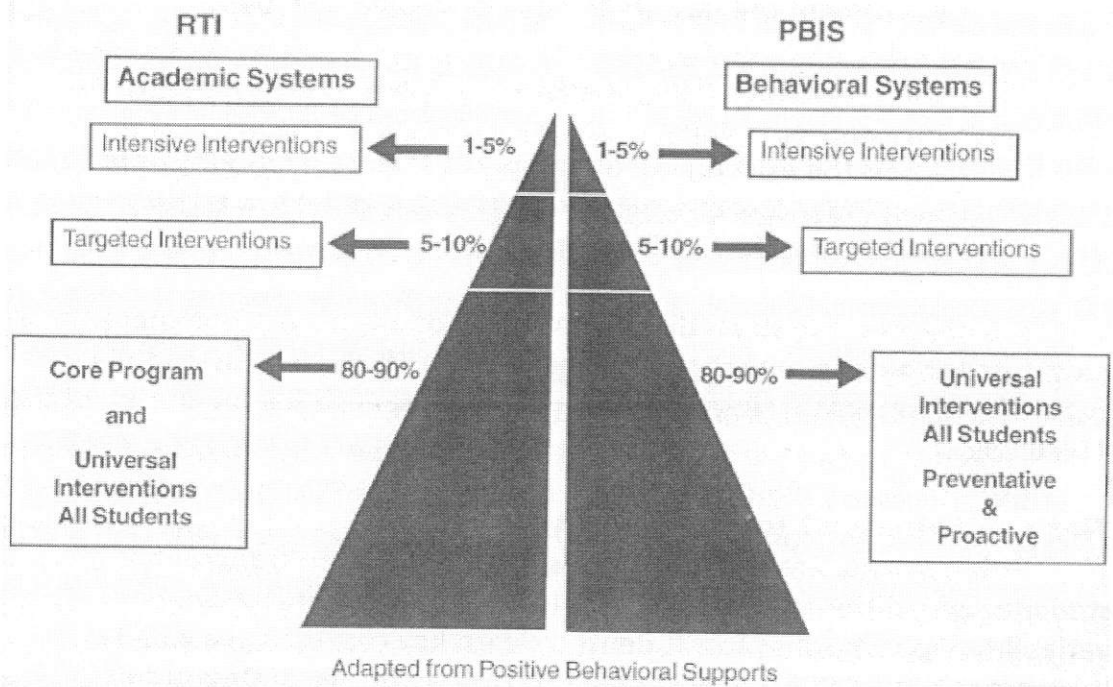 RTI
PBIS
Academic Systems
Behavioral Systems
Intensive Interventions
1-5%
1-5%
Intensive Interventions
Targeted Interventions
5-10%
5-10%
Targeted Interventions
Core Program
and
Universal
Interventions
All Students
80-90%
80-90%
Universal
Interventions
All Students
Preventative
&
Proactive
Adapted from Positive Behavioral Supports